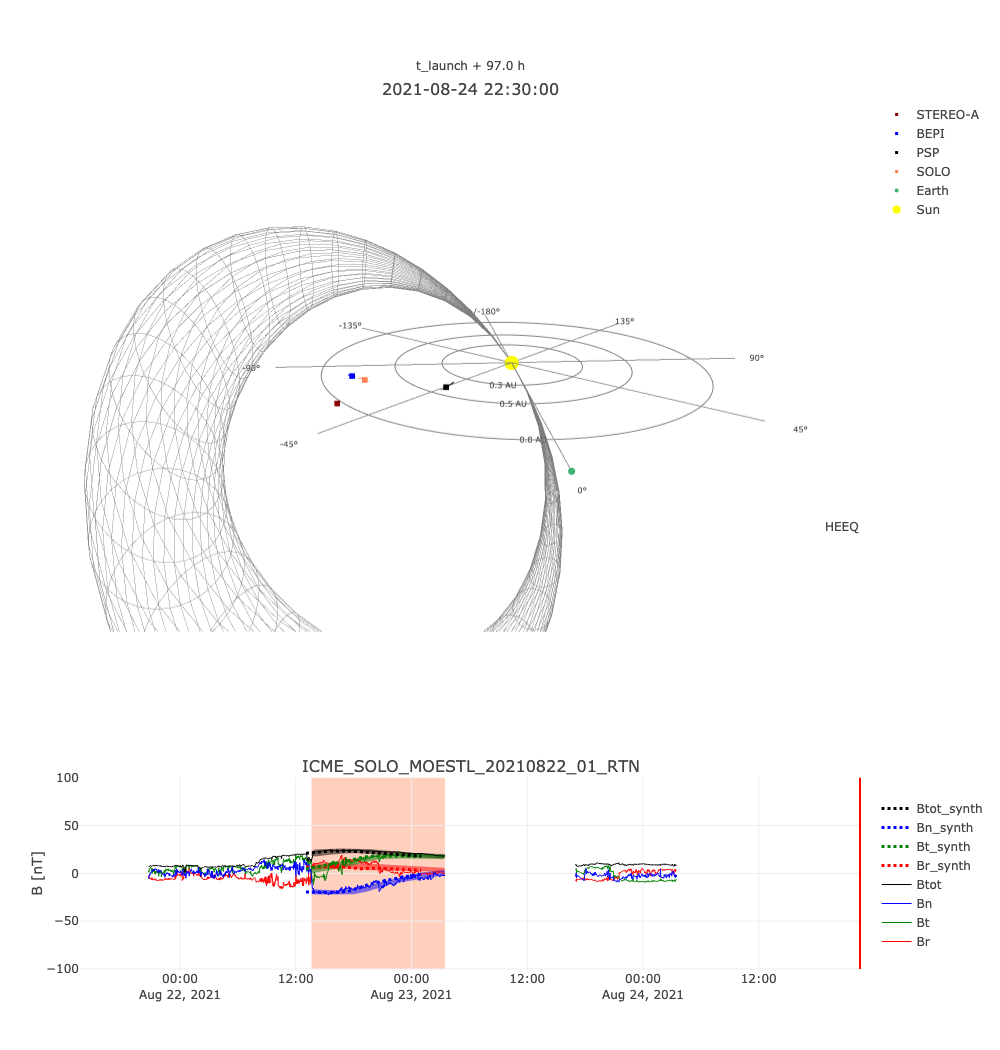 t_launch + 97.0 h
2021-08-24 22:30:00
STEREO-A
BEPI
PSP
SOLO
Earth
Sun
-180°
-135°
135°
-90°
90°
0.3 AU
0.5 AU
45°
-45°
0.8 AU
0°
HEEQ
ICME_SOLO_MOESTL_20210822_01_RTN
B [nT]
100
50
0
−50
−100
00:00
Aug 22, 2021
12:00
00:00
Aug 23, 2021
12:00
00:00
Aug 24, 2021
12:00
Btot_synth
Bn_synth
Bt_synth
Br_synth
Btot
Bn
Bt
Br